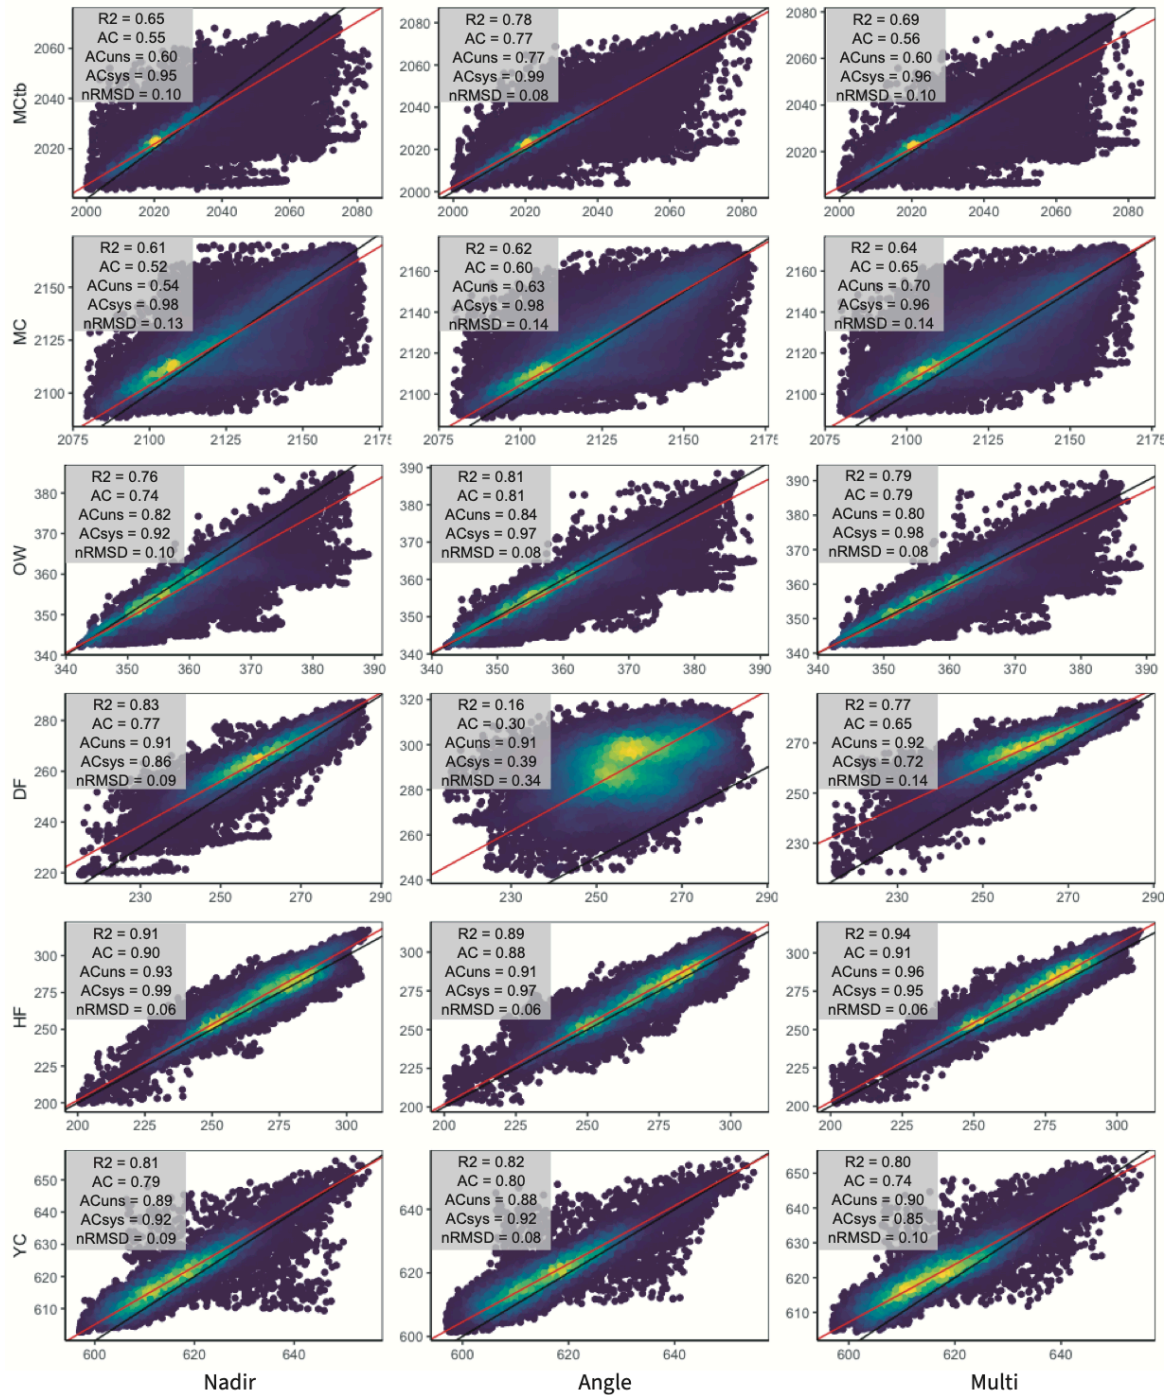 R2 = 0.65
AC = 0.55
ACuns = 0.60
ACsys = 0.95
nRMSD = 0.10
MCtb
2060
2040
2020
2000 2020 2040 2060 2080
R2 = 0.78
AC = 0.77
ACuns = 0.77
ACsys = 0.99
nRMSD = 0.08
2080
2060
2040
2020
2000
2000 2020 2040 2060 2080
R2 = 0.69
AC = 0.56
ACuns = 0.60
ACsys = 0.96
nRMSD = 0.10
2080
2060
2040
2020
2000 2020 2040 2060 2080
R2 = 0.61
AC = 0.52
ACuns = 0.54
ACsys = 0.98
nRMSD = 0.13
MC
2150
2125
2100
2075 2100 2125 2150 2175
R2 = 0.62
AC = 0.60
ACuns = 0.63
ACsys = 0.98
nRMSD = 0.14
2160
2140
2120
2100
2075 2100 2125 2150 2175
R2 = 0.64
AC = 0.65
ACuns = 0.70
ACsys = 0.96
nRMSD = 0.14
2160
2140
2120
2100
2075 2100 2125 2150 2175
R2 = 0.76
AC = 0.74
ACuns = 0.82
ACsys = 0.92
nRMSD = 0.10
OW
380
370
360
350
340
340 350 360 370 380 390
R2 = 0.81
AC = 0.81
ACuns = 0.84
ACsys = 0.97
nRMSD = 0.08
390
380
370
360
350
340
340 350 360 370 380 390
R2 = 0.79
AC = 0.79
ACuns = 0.80
ACsys = 0.98
nRMSD = 0.08
390
380
370
360
350
340
340 350 360 370 380 390
R2 = 0.83
AC = 0.77
ACuns = 0.91
ACsys = 0.86
nRMSD = 0.09
DF
280
260
240
220
230 250 270 290
R2 = 0.16
AC = 0.30
ACuns = 0.91
ACsys = 0.39
nRMSD = 0.34
320
300
280
260
240
230 250 270 290
R2 = 0.77
AC = 0.65
ACuns = 0.92
ACsys = 0.72
nRMSD = 0.14
270
250
230
230 250 270 290
R2 = 0.91
AC = 0.90
ACuns = 0.93
ACsys = 0.99
nRMSD = 0.06
HF
300
275
250
225
200
200 225 250 275 300
R2 = 0.89
AC = 0.88
ACuns = 0.91
ACsys = 0.97
nRMSD = 0.06
300
275
250
225
200
200 225 250 275 300
R2 = 0.94
AC = 0.91
ACuns = 0.96
ACsys = 0.95
nRMSD = 0.06
300
275
250
225
200
200 225 250 275 300
R2 = 0.81
AC = 0.79
ACuns = 0.89
ACsys = 0.92
nRMSD = 0.09
YC
650
640
630
620
610
600 620 640
R2 = 0.82
AC = 0.80
ACuns = 0.88
ACsys = 0.92
nRMSD = 0.08
640
620
600
600 620 640
R2 = 0.80
AC = 0.74
ACuns = 0.90
ACsys = 0.85
nRMSD = 0.10
650
640
630
620
610
600 620 640
Nadir Angle Multi